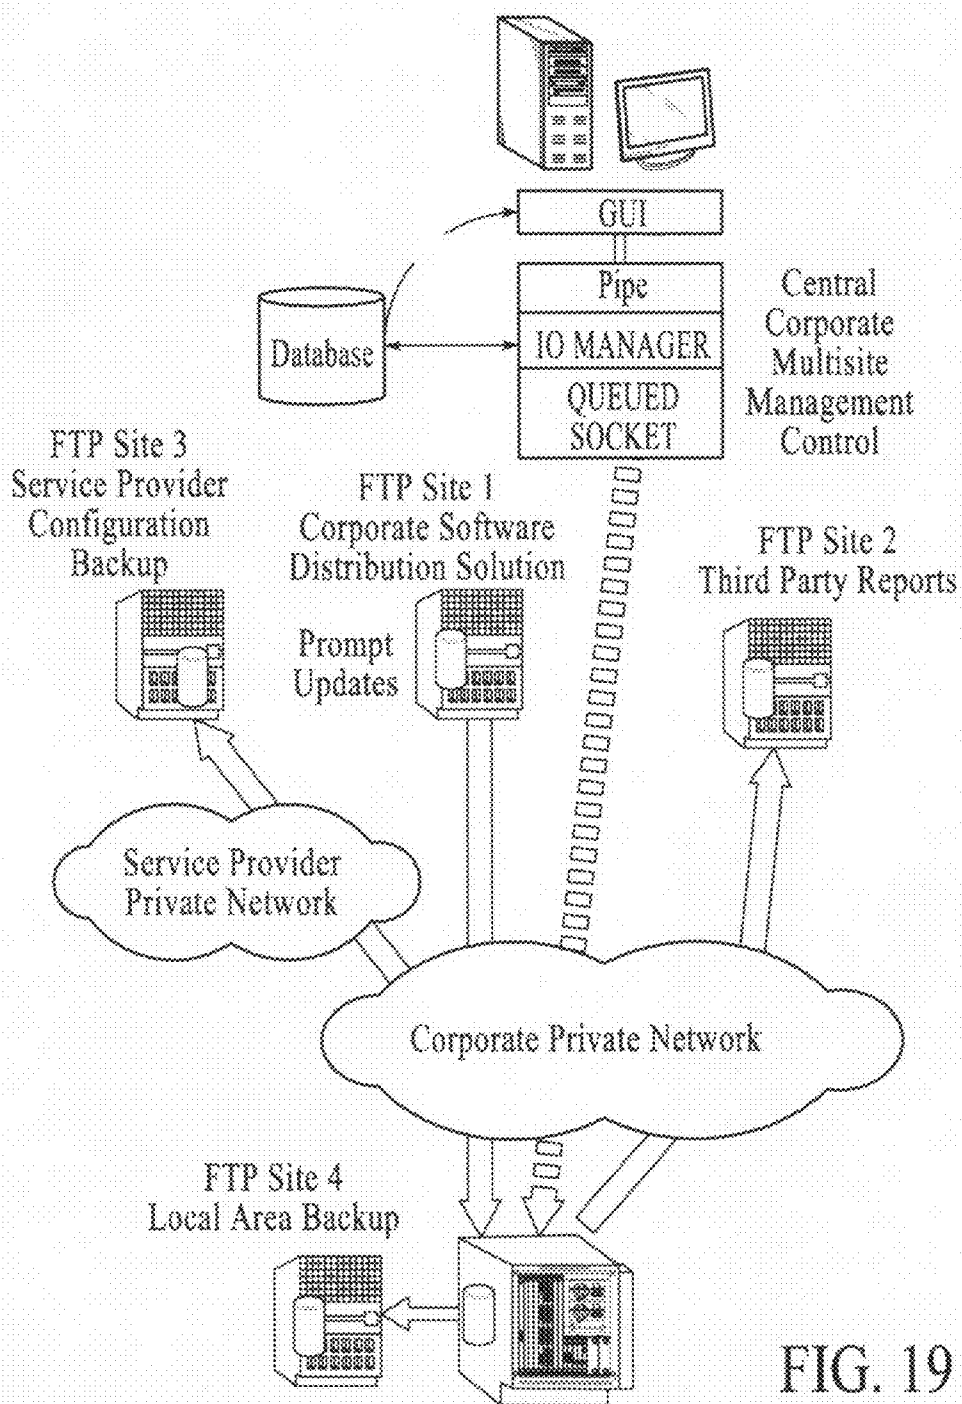 GUI
Pipe
IO MANAGER
QUEUED
SOCKET
Database
Central
Corporate
Multisite
Management
Control
FTP Site 3
Service Provider
Configuration
Backup
FTP Site 1
Corporate Software
Distribution Solution
Prompt
Updates
FTP Site 2
Third Party Reports
Service Provider
Private Network
Corporate Private Network
FTP Site 4
Local Area Backup
FIG. 19